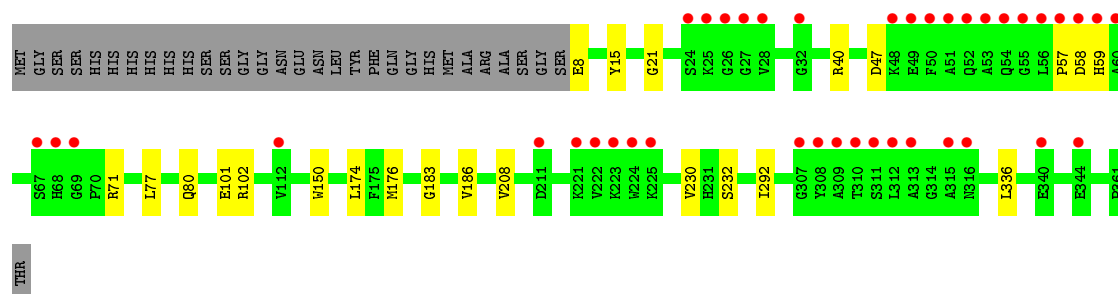 MET GLY SER SER HIS HIS HIS HIS HIS HIS SER SER GLY GLY ASN GLU ASN LEU TYR PHE GLN GLY HIS MET ALA ARG ALA SER GLY SER E8 Y15 G21 S24 K25 G26 G27 V28 G32 R40 D47 K48 E49 F50 A51 Q52 A53 Q54 G55 L56 P57 D58 H59 A60
S67 H68 G69 P70 R71 L77 Q80 E101 R102 V112 W150 L174 F175 M176 G183 V186 V208 D211 K221 V222 K223 W224 K225 V230 H231 S232 I292 G307 Y308 A309 T310 S311 L312 A313 G314 A315 N316 L336 E340 E344
THR